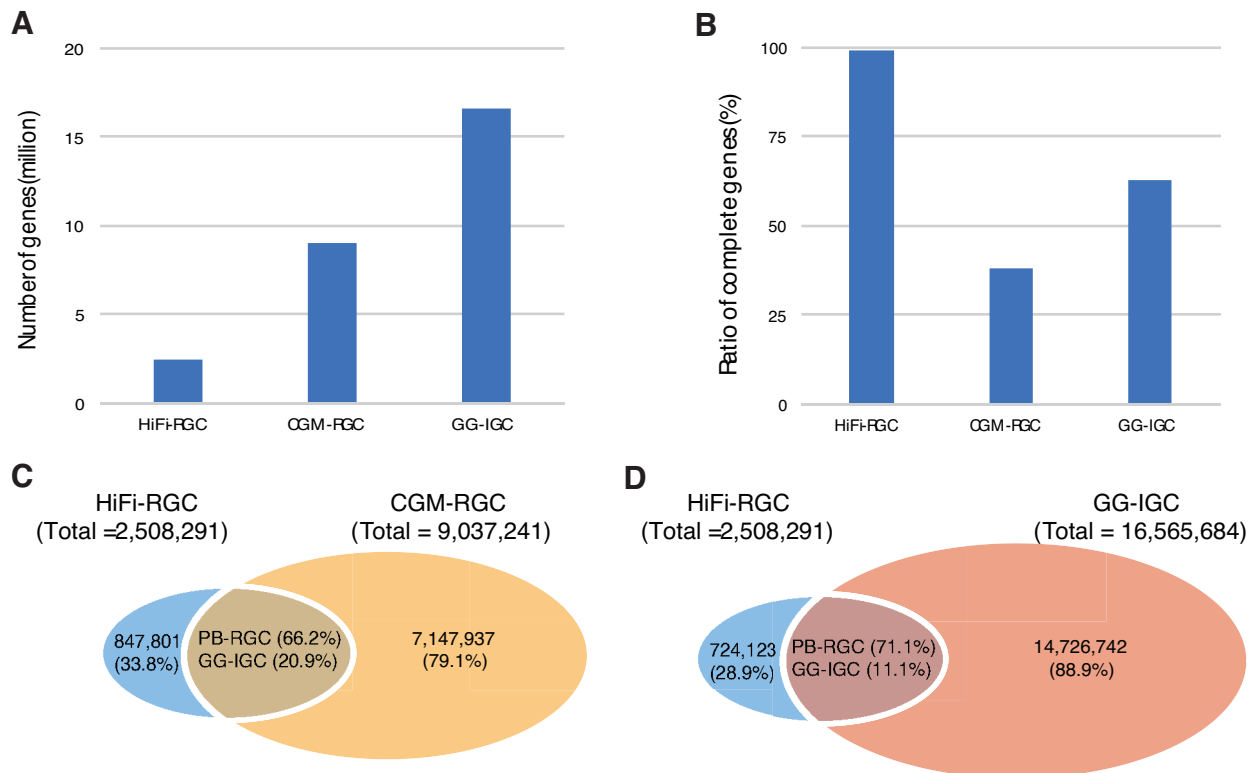 A
20
15
10
5
0
Number of genes(million)
HiFi-RGC
CGM-RGC
GG-IGC
B
100
75
50
25
0
Ratio of complete genes(%)
HiFi-RGC
CGM-RGC
GG-IGC
C
HiFi-RGC
(Total =2,508,291)
CGM-RGC
(Total = 9,037,241)
847,801
(33.8%)
PB-RGC (66.2%)
GG-IGC (20.9%)
7,147,937
(79.1%)
D
HiFi-RGC
(Total =2,508,291)
GG-IGC
(Total = 16,565,684)
724,123
(28.9%)
PB-RGC (71.1%)
GG-IGC (11.1%)
14,726,742
(88.9%)